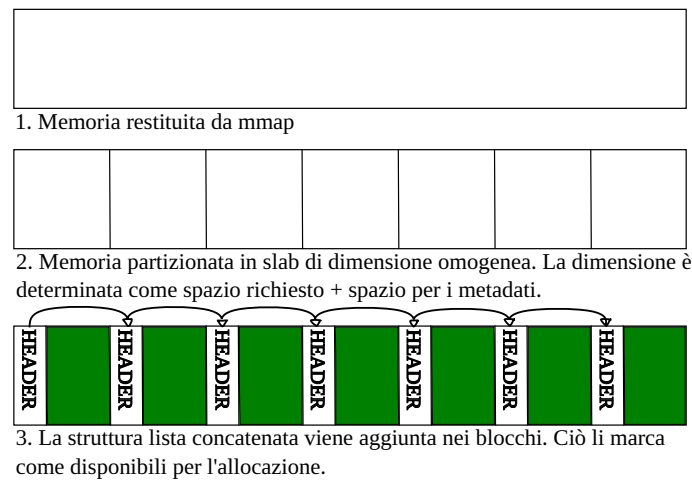 1. Memoria restituita da mmap
2. Memoria partizionata in slab di dimensione omogenea. La dimensione è
determinata come spazio richiesto + spazio per i metadati.
HEADER
HEADER
HEADER
HEADER
HEADER
HEADER
HEADER
3. La struttura lista concatenata viene aggiunta nei blocchi. Ciò li marca
come disponibili per l'allocazione.